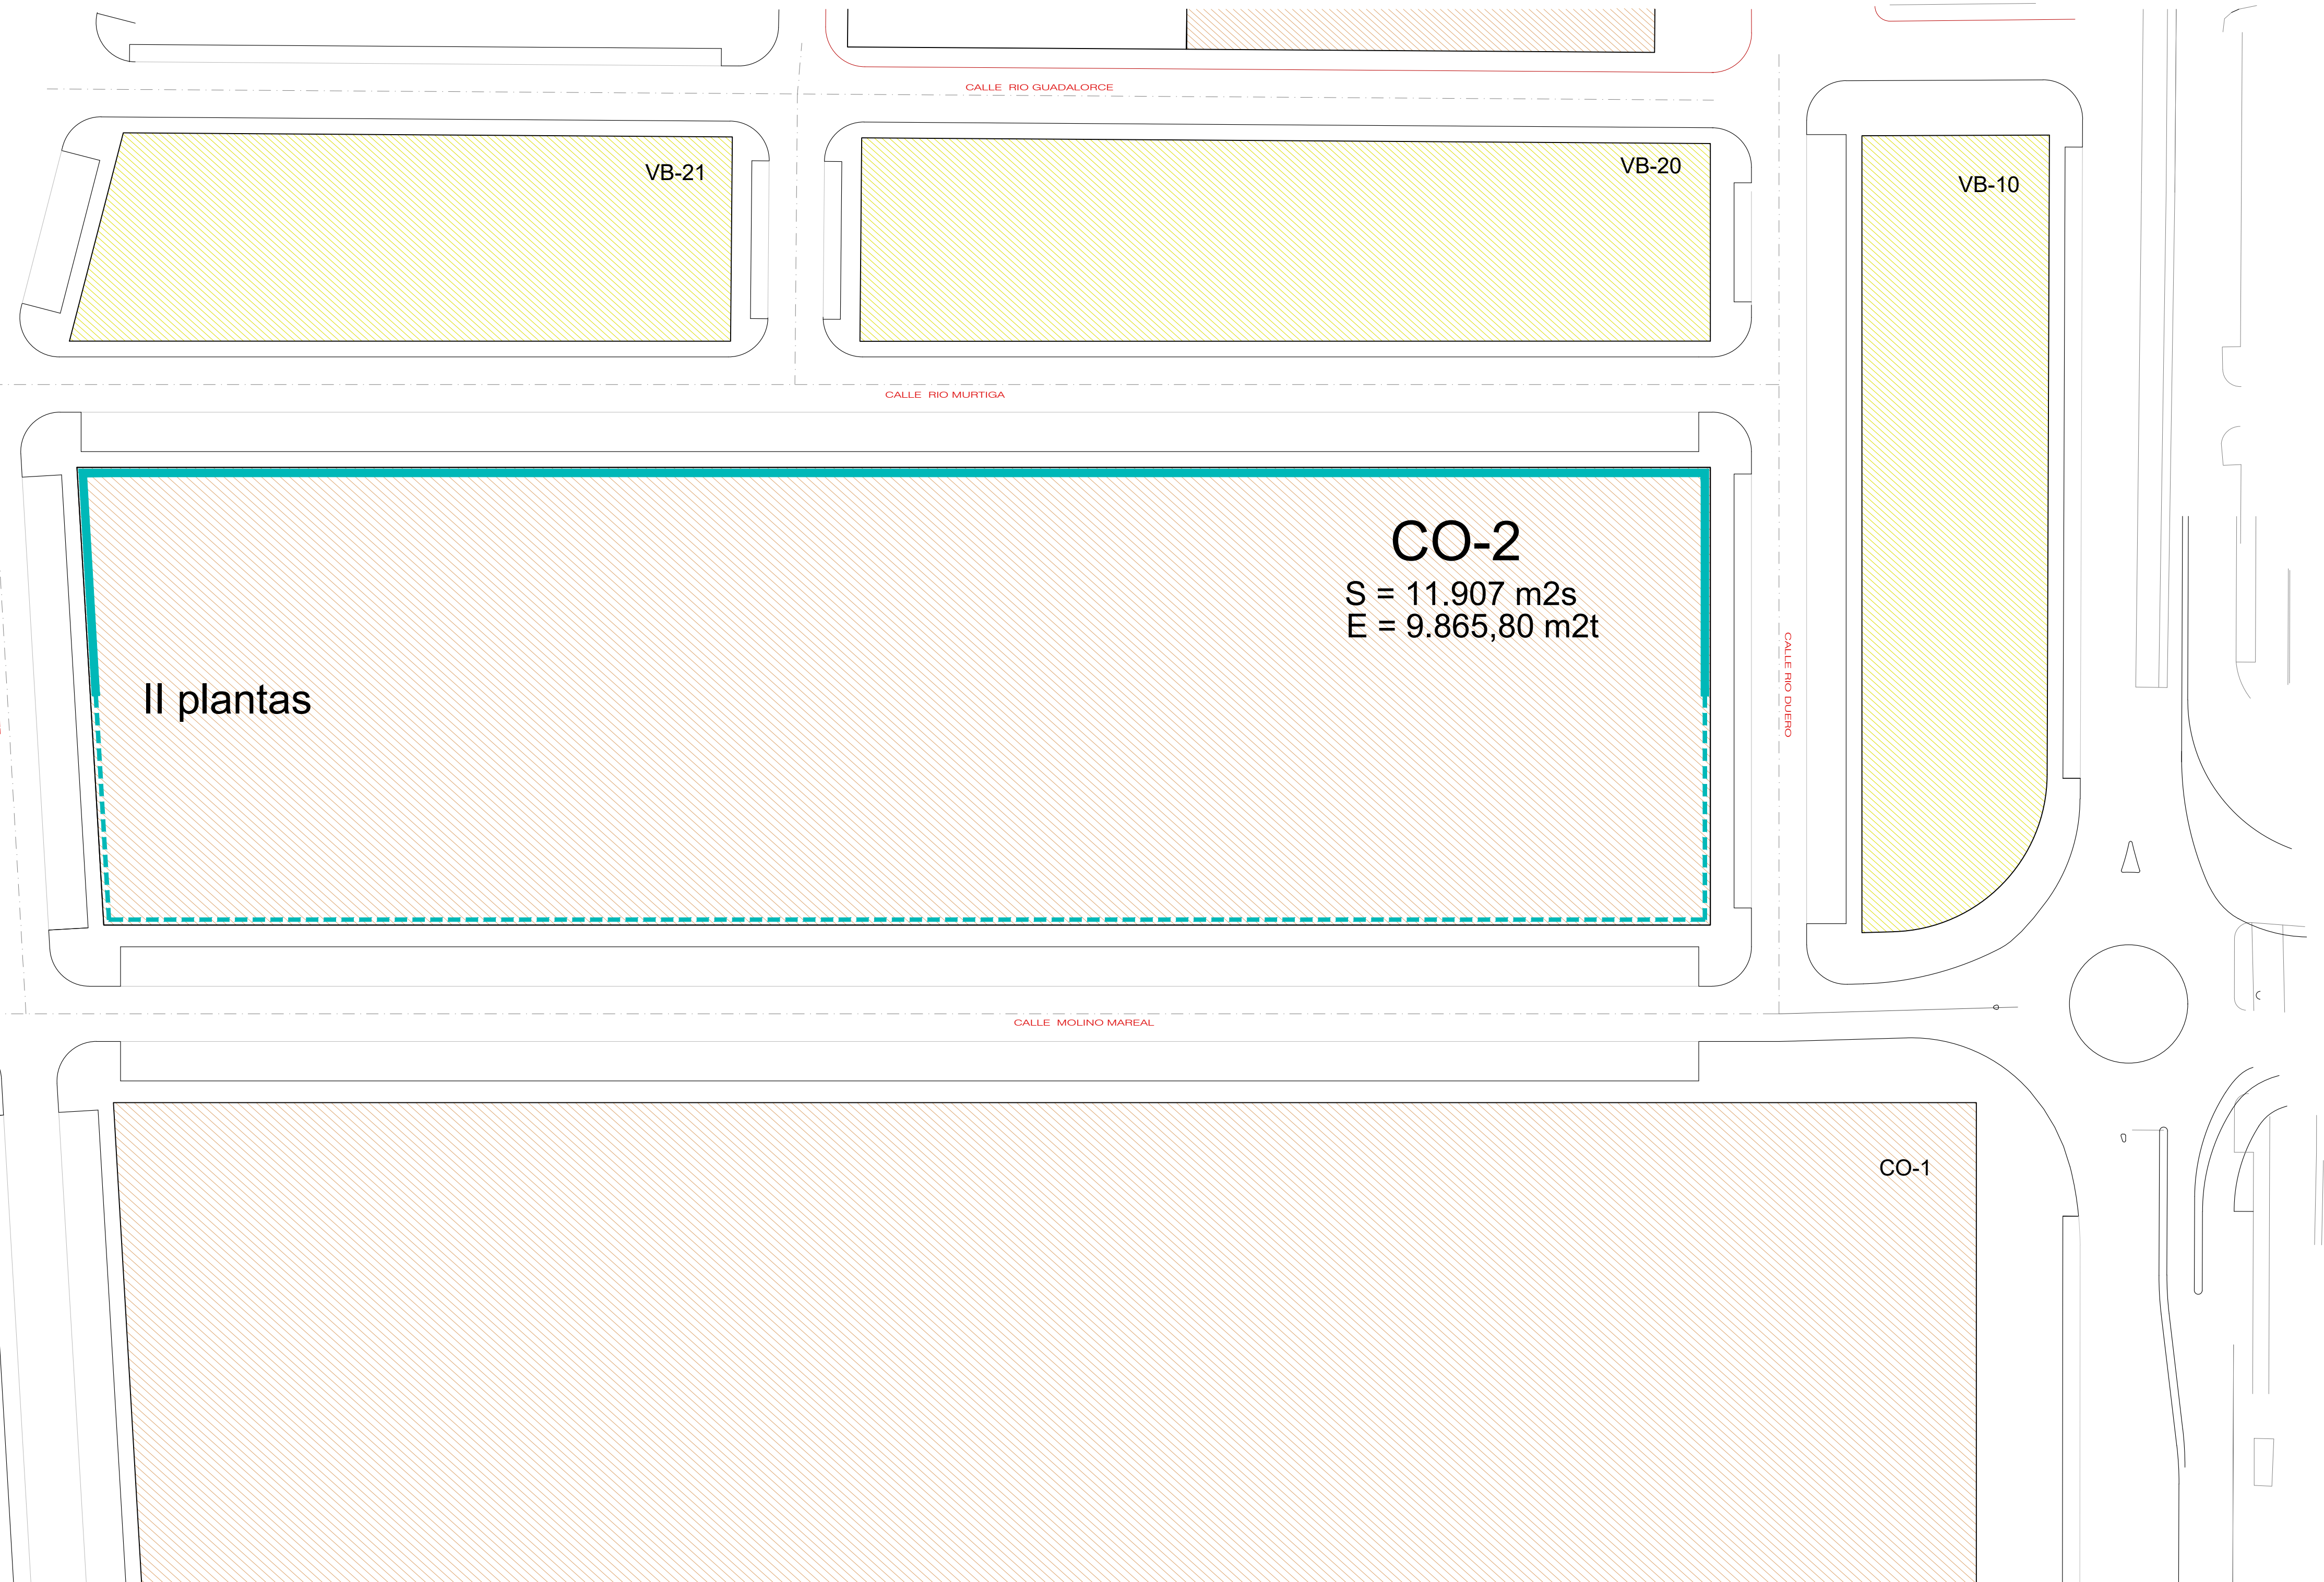 CALLE RIO GUADALORCE
VB-21
VB-20
VB-10
CALLE RIO MURTIGA
CO-2
S = 11.907 m2s
E = 9.865,80 m2t
II plantas
CALLE RIO DUERO
CALLE MOLINO MAREAL
CO-1